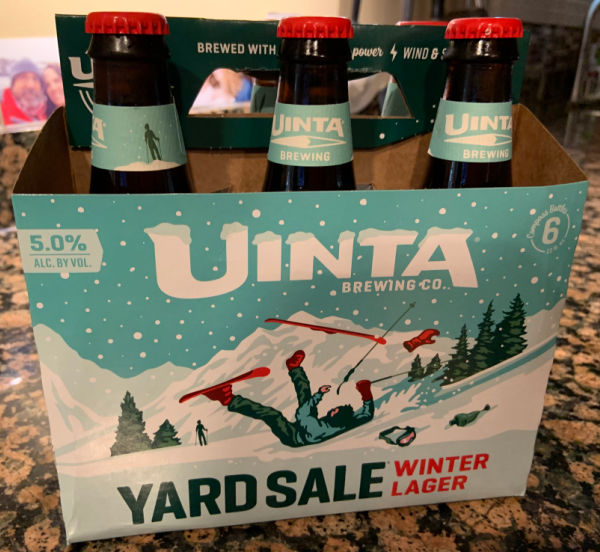 BREWED WITH
power WIND & S
UINTA
BREWING
UINTA
BREWING
5.0%
ALC. BY VOL.
6
UINTA
BREWING CO.
YARD SALE WINTER
LAGER